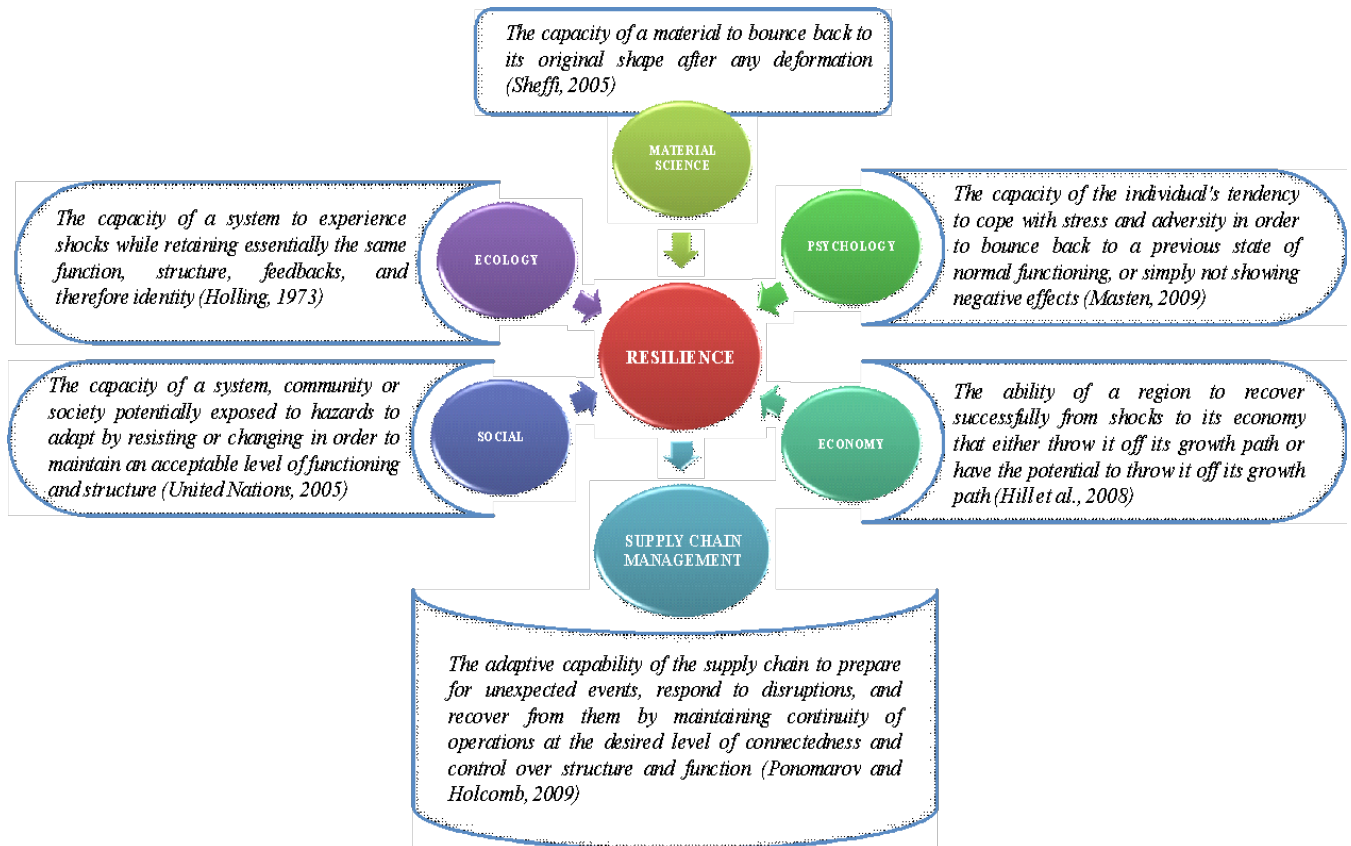 The capacity of a material to bounce back to
its original shape after any deformation
(Sheffi, 2005)
MATERIAL
SCIENCE
The capacity of a system to experience
shocks while retaining essentially the same
function, structure, feedbacks, and
therefore identity (Holling, 1973)
ECOLOGY
PSYCHOLOGY
The capacity of the individual's tendency
to cope with stress and adversity in order
to bounce back to a previous state of
normal functioning, or simply not showing
negative effects (Masten, 2009)
RESILIENCE
The capacity of a system, community or
society potentially exposed to hazards to
adapt by resisting or changing in order to
maintain an acceptable level of functioning
and structure (United Nations, 2005)
SOCIAL
ECONOMY
The ability of a region to recover
successfully from shocks to its economy
that either throw it off its growth path or
have the potential to throw it off its growth
path (Hill et al., 2008)
SUPPLY CHAIN
MANAGEMENT
The adaptive capability of the supply chain to prepare
for unexpected events, respond to disruptions, and
recover from them by maintaining continuity of
operations at the desired level of connectedness and
control over structure and function (Ponomarov and
Holcomb, 2009)